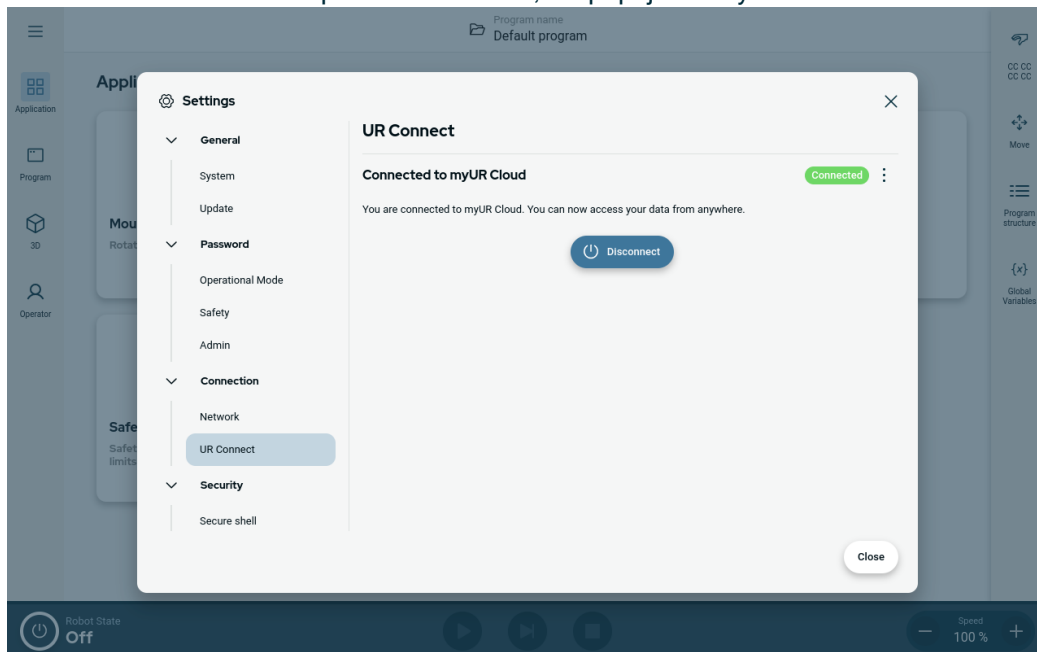 Program name
Default program
Application
Program
3D
Operator
Appli
Mou
Rotat
Safe
Safet
limits
Settings
General
System
Update
Password
Operational Mode
Safety
Admin
Connection
Network
UR Connect
Security
Secure shell
UR Connect
Connected to myUR Cloud
Connected
You are connected to myUR Cloud. You can now access your data from anywhere.
Disconnect
Close
CC CC
CC CC
Move
Program
structure
{x}
Global
Variables
Robot State
Off
Speed
100 %